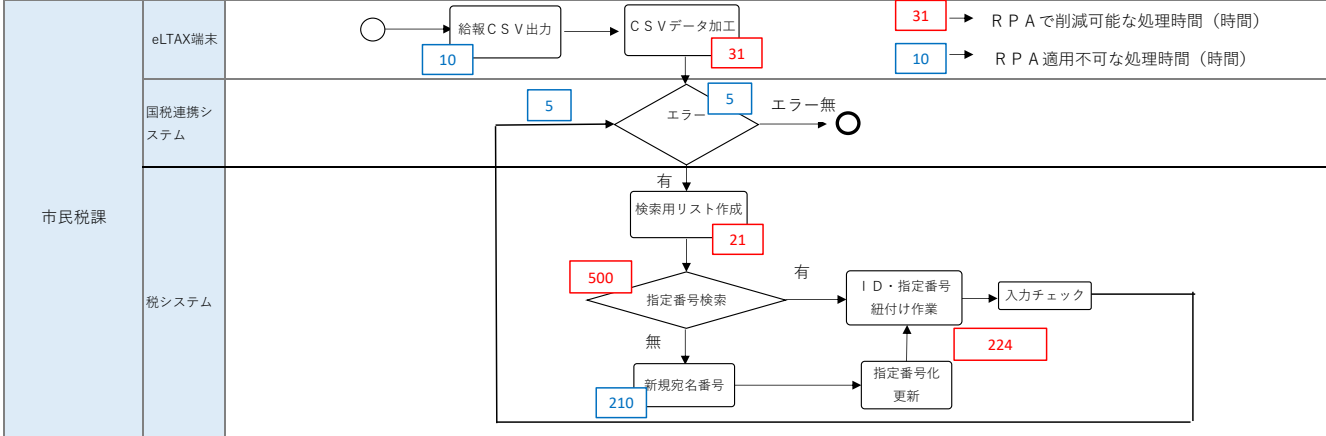 市民税課
eLTAX端末
給報ＣＳＶ出力
10
ＣＳＶデータ加工
31
31
ＲＰＡで削減可能な処理時間（時間）
10
ＲＰＡ適用不可な処理時間（時間）
国税連携シ
ステム
5
エラー
5
エラー無
有
税システム
検索用リスト作成
21
500
指定番号検索
有
ＩＤ・指定番号
紐付け作業
入力チェック
224
無
新規宛名番号
210
指定番号化
更新